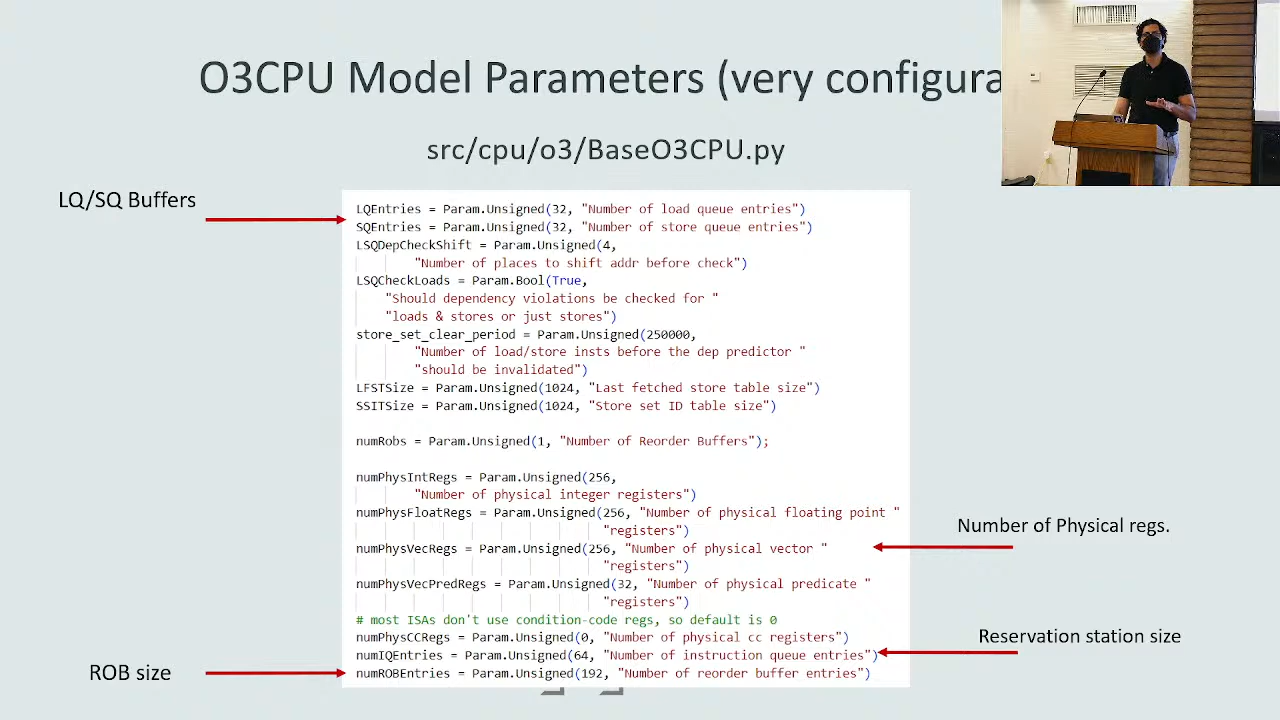 O3CPU Model Parameters (very configura
src/cpu/o3/BaseO3CPU.py
LQ/SQ Buffers
LQEntries = Param.Unsigned(32, "Number of load queue entries")
SQEntries = Param.Unsigned(32, "Number of store queue entries")
LSQDepCheckShift = Param.Unsigned(4,
"Number of places to shift addr before check")
LSQCheckLoads = Param.Bool(True,
"Should dependency violations be checked for "
"loads & stores or just stores")
store_set_clear_period = Param.Unsigned(250000,
"Number of load/store insts before the dep predictor "
"should be invalidated")
LFSTSize = Param.Unsigned(1024, "Last fetched store table size")
SSITSize = Param.Unsigned(1024, "Store set ID table size")
numRobs = Param.Unsigned(1, "Number of Reorder Buffers");
numPhysIntRegs = Param.Unsigned(256,
"Number of physical integer registers")
numPhysFloatRegs = Param.Unsigned(256, "Number of physical floating point "
"registers")
Number of Physical regs.
numPhysVecRegs = Param.Unsigned(256, "Number of physical vector "
"registers")
numPhysVecPredRegs = Param.Unsigned(32, "Number of physical predicate "
"registers")
# most ISAs don't use condition-code regs, so default is 0
numPhysCCRegs = Param.Unsigned(0, "Number of physical cc registers")
Reservation station size
numIQEntries = Param.Unsigned(64, "Number of instruction queue entries")
ROB size
numROBEntries = Param.Unsigned(192, "Number of reorder buffer entries")